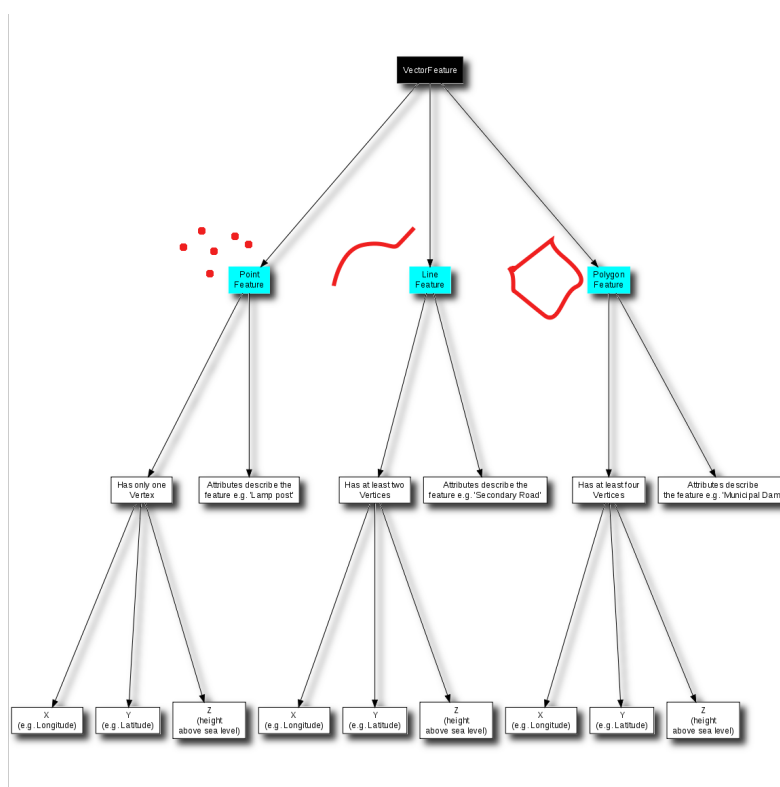 VectorFeature
Point
Feature
Line
Feature
Polygon
Feature
Has only one
Vertex
Attributes describe the
feature e.g. 'Lamp post'
Has at least two
Vertices
Attributes describe the
feature e.g. 'Secondary Road'
Has at least four
Vertices
Attributes describe
the feature e.g. 'Municipal Dam
X
(e.g. Longitude)
Y
(e.g. Latitude)
Z
(height
above sea level)
X
(e.g. Longitude)
Y
(e.g. Latitude)
Z
(height
above sea level)
X
(e.g. Longitude)
Y
(e.g. Latitude)
Z
(height
above sea level)